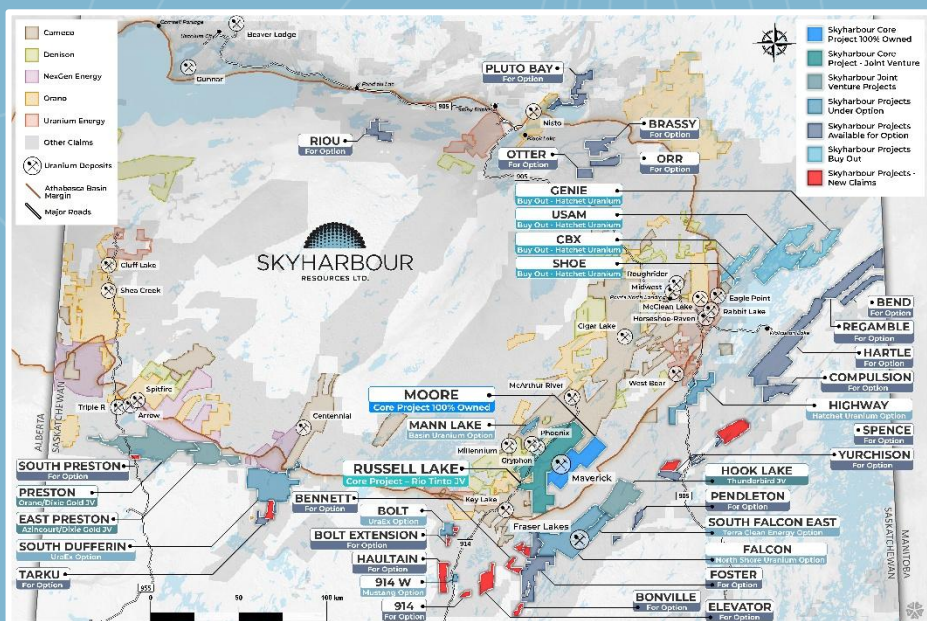 Cameco
Denison
NexGen Energy
Orano
Uranium Energy
Other Claims
Uranium Deposits
Athabasca Basin
Margin
Major Roads
Skyharbour Core
Project 100% Owned
Skyharbour Core
Project - Joint Venture
Skyharbour Joint
Venture Projects
Skyharbour Projects
Under Option
Skyharbour Projects
Available for Option
Skyharbour Projects
Buy Out
Skyharbour Projects -
New Claims
Uranium City
Beaver Lodge
Gunnar
905
PLUTO BAY
For Option
Nisto
Black Lake
RIOU
For Option
BRASSY
For Option
OTTER
For Option
ORR
For Option
905
GENIE
Buy Out - Hatchet Uranium
USAM
Buy Out - Hatchet Uranium
CBX
Buy Out - Hatchet Uranium
SHOE
Buy Out - Hatchet Uranium
SKYHARBOUR
RESOURCES LTD.
Cluff Lake
Shea Creek
Roughrider
Midwest
McClean Lake
Eagle Point
Horseshoe-Raven
Rabbit Lake
Cigar Lake
Wollaston Lake
BEND
For Option
REGAMBLE
For Option
HARTLE
For Option
COMPULSION
For Option
HIGHWAY
Hatchet Uranium Option
SPENCE
For Option
YURCHISON
For Option
West Bear
McArthur River
Spitfire
Triple R
Arrow
Centennial
ALBERTA
SASKATCHEWAN
MOORE
Core Project 100% Owned
MANN LAKE
Basin Uranium Option
Phoenix
Millennium
Gryphon
RUSSELL LAKE
Core Project – Rio Tinto JV
Maverick
Key Lake
SOUTH PRESTON
For Option
PRESTON
Orano/Dixie Gold JV
EAST PRESTON
Azincourt/Dixie Gold JV
SOUTH DUFFERIN
UraEx Option
TARKU
For Option
BENNETT
For Option
BOLT
UraEx Option
BOLT EXTENSION
For Option
HAULTAIN
For Option
914 W
Mustang Option
914
For Option
914
Fraser Lakes
HOOK LAKE
Thunderbird JV
905
PENDLETON
For Option
SOUTH FALCON EAST
Terra Clean Energy Option
FALCON
North Shore Uranium Option
FOSTER
For Option
BONVILLE
For Option
ELEVATOR
For Option
SASKATCHEWAN
MANITOBA
955
0
50
100 km